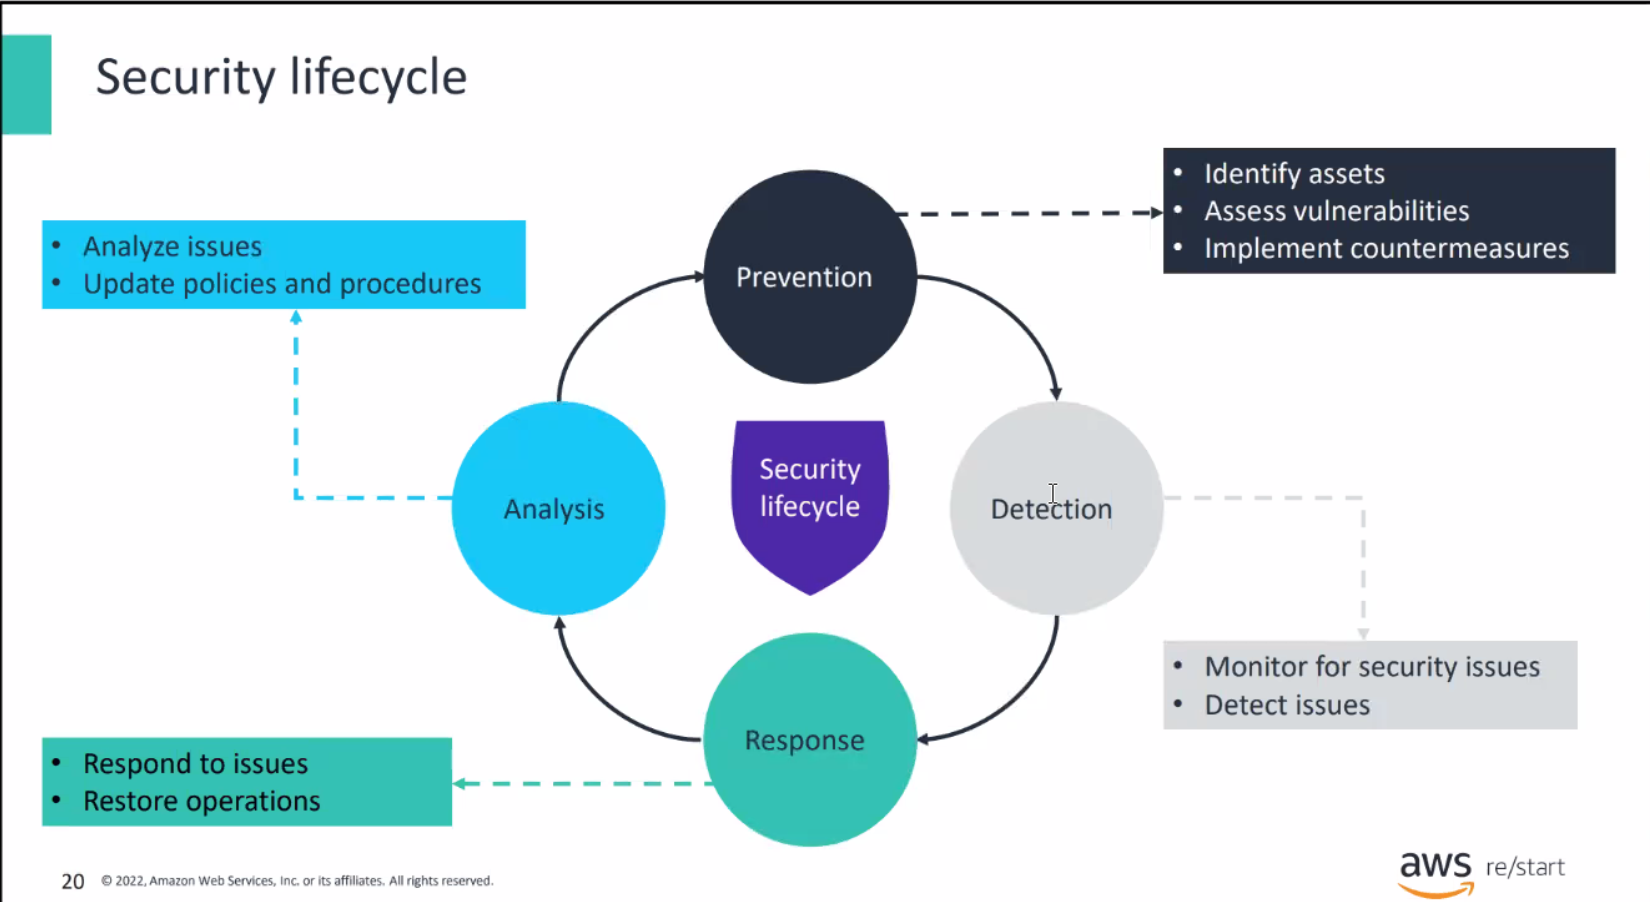 Security lifecycle
• Identify assets
• Assess vulnerabilities
• Implement countermeasures
• Analyze issues
• Update policies and procedures
Prevention
Security
lifecycle
Analysis
Detection
• Monitor for security issues
• Detect issues
Response
• Respond to issues
• Restore operations
20 © 2022, Amazon Web Services, Inc. or its affiliates. All rights reserved.
aws re/start